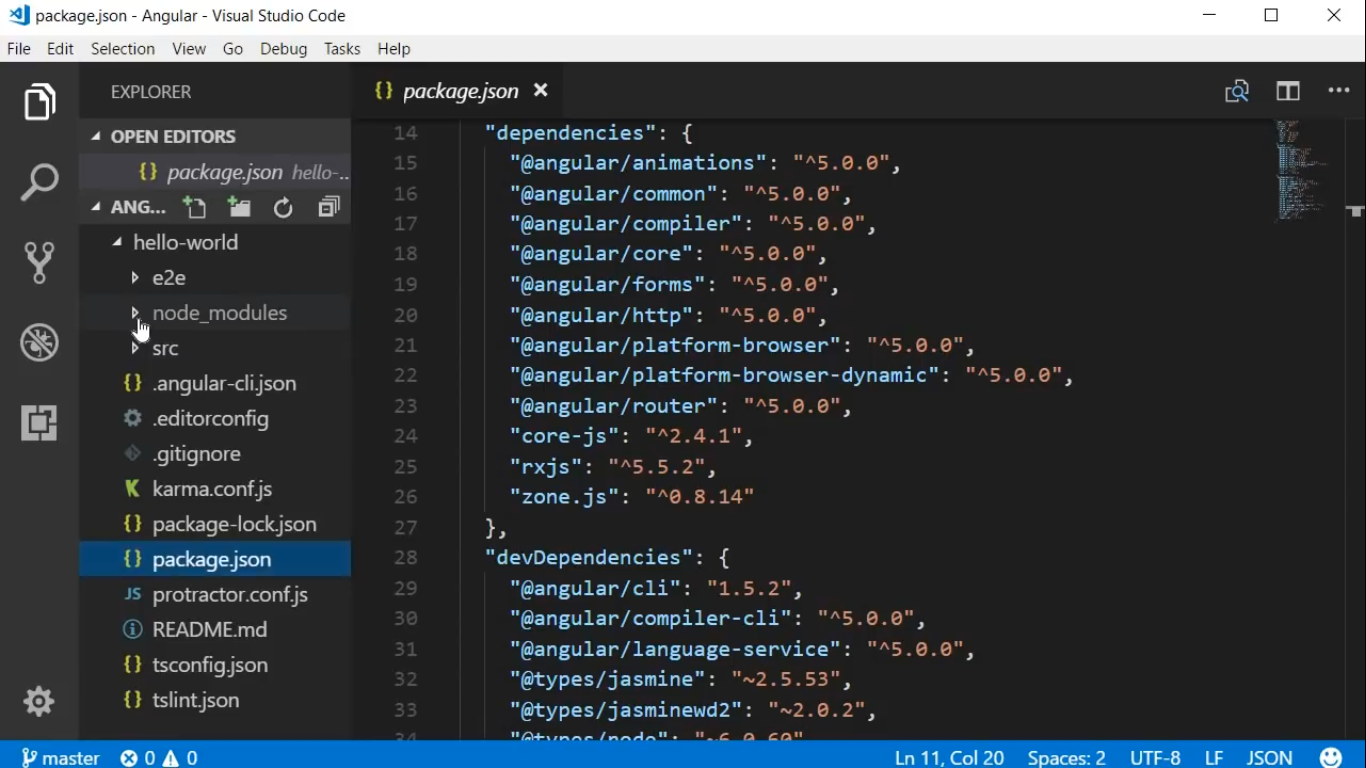 package.json - Angular - Visual Studio Code
File Edit Selection View Go Debug Tasks Help
EXPLORER
OPEN EDITORS
{} package.json hello-...
ANG...
hello-world
e2e
node_modules
src
{} .angular-cli.json
.editorconfig
.gitignore
K karma.conf.js
{} package-lock.json
{} package.json
JS protractor.conf.js
README.md
{} tsconfig.json
{} tslint.json
{} package.json
14 "dependencies": {
15 "@angular/animations": "^5.0.0",
16 "@angular/common": "^5.0.0",
17 "@angular/compiler": "^5.0.0",
18 "@angular/core": "^5.0.0",
19 "@angular/forms": "^5.0.0",
20 "@angular/http": "^5.0.0",
21 "@angular/platform-browser": "^5.0.0",
22 "@angular/platform-browser-dynamic": "^5.0.0",
23 "@angular/router": "^5.0.0",
24 "core-js": "^2.4.1",
25 "rxjs": "^5.5.2",
26 "zone.js": "^0.8.14"
27 },
28 "devDependencies": {
29 "@angular/cli": "1.5.2",
30 "@angular/compiler-cli": "^5.0.0",
31 "@angular/language-service": "^5.0.0",
32 "@types/jasmine": "~2.5.53",
33 "@types/jasminewd2": "~2.0.2",
34 "@types/node": "~6.0.60"
master 0 0 Ln 11, Col 20 Spaces: 2 UTF-8 LF JSON